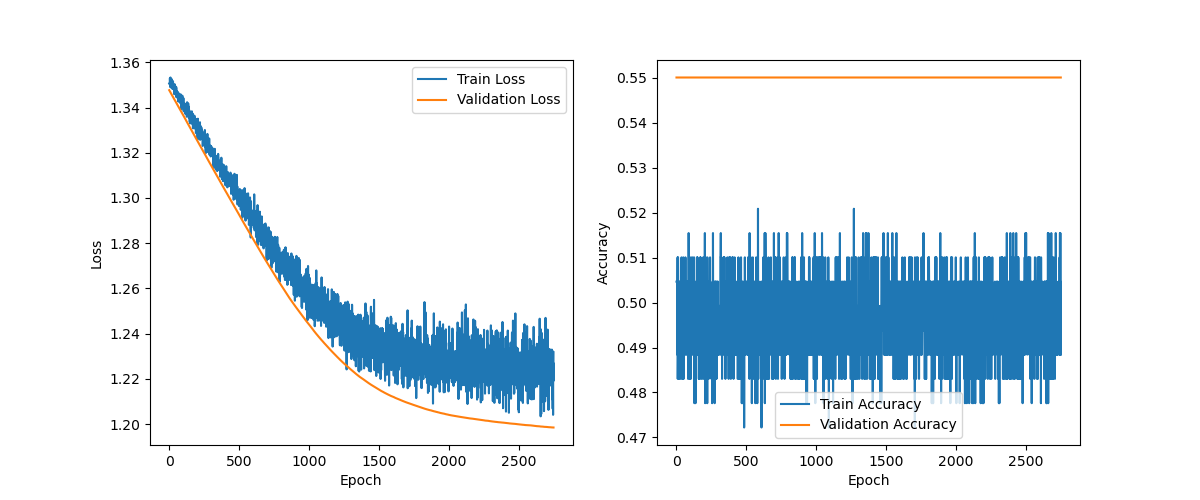 1.36
1.34
1.32
1.30
1.28
1.26
1.24
1.22
1.20
Loss
0 500 1000 1500 2000 2500
Epoch
Train Loss
Validation Loss
0.55
0.54
0.53
0.52
0.51
0.50
0.49
0.48
0.47
Accuracy
0 500 1000 1500 2000 2500
Epoch
Train Accuracy
Validation Accuracy